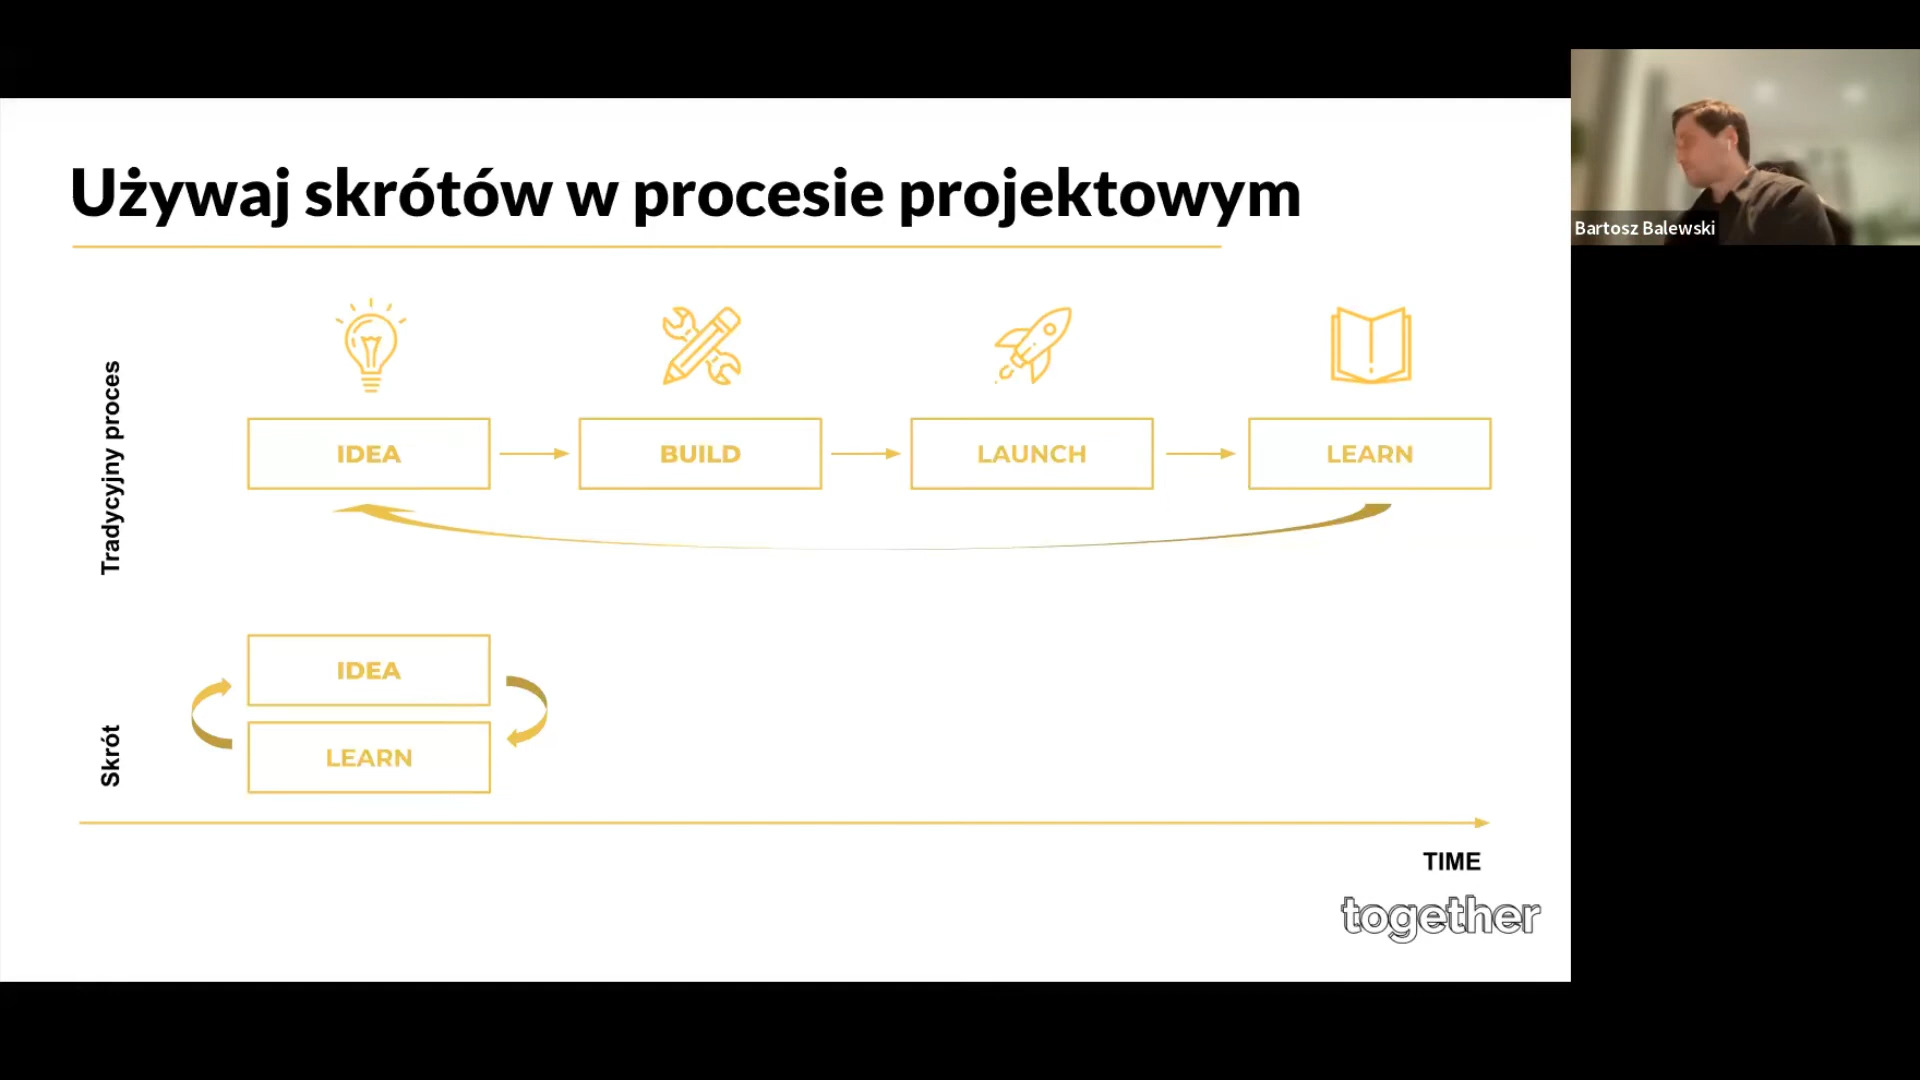 Używaj skrótów w procesie projektowym
Bartosz Balewski
Tradycyjny proces
IDEA
BUILD
LAUNCH
LEARN
Skrót
IDEA
LEARN
TIME
together